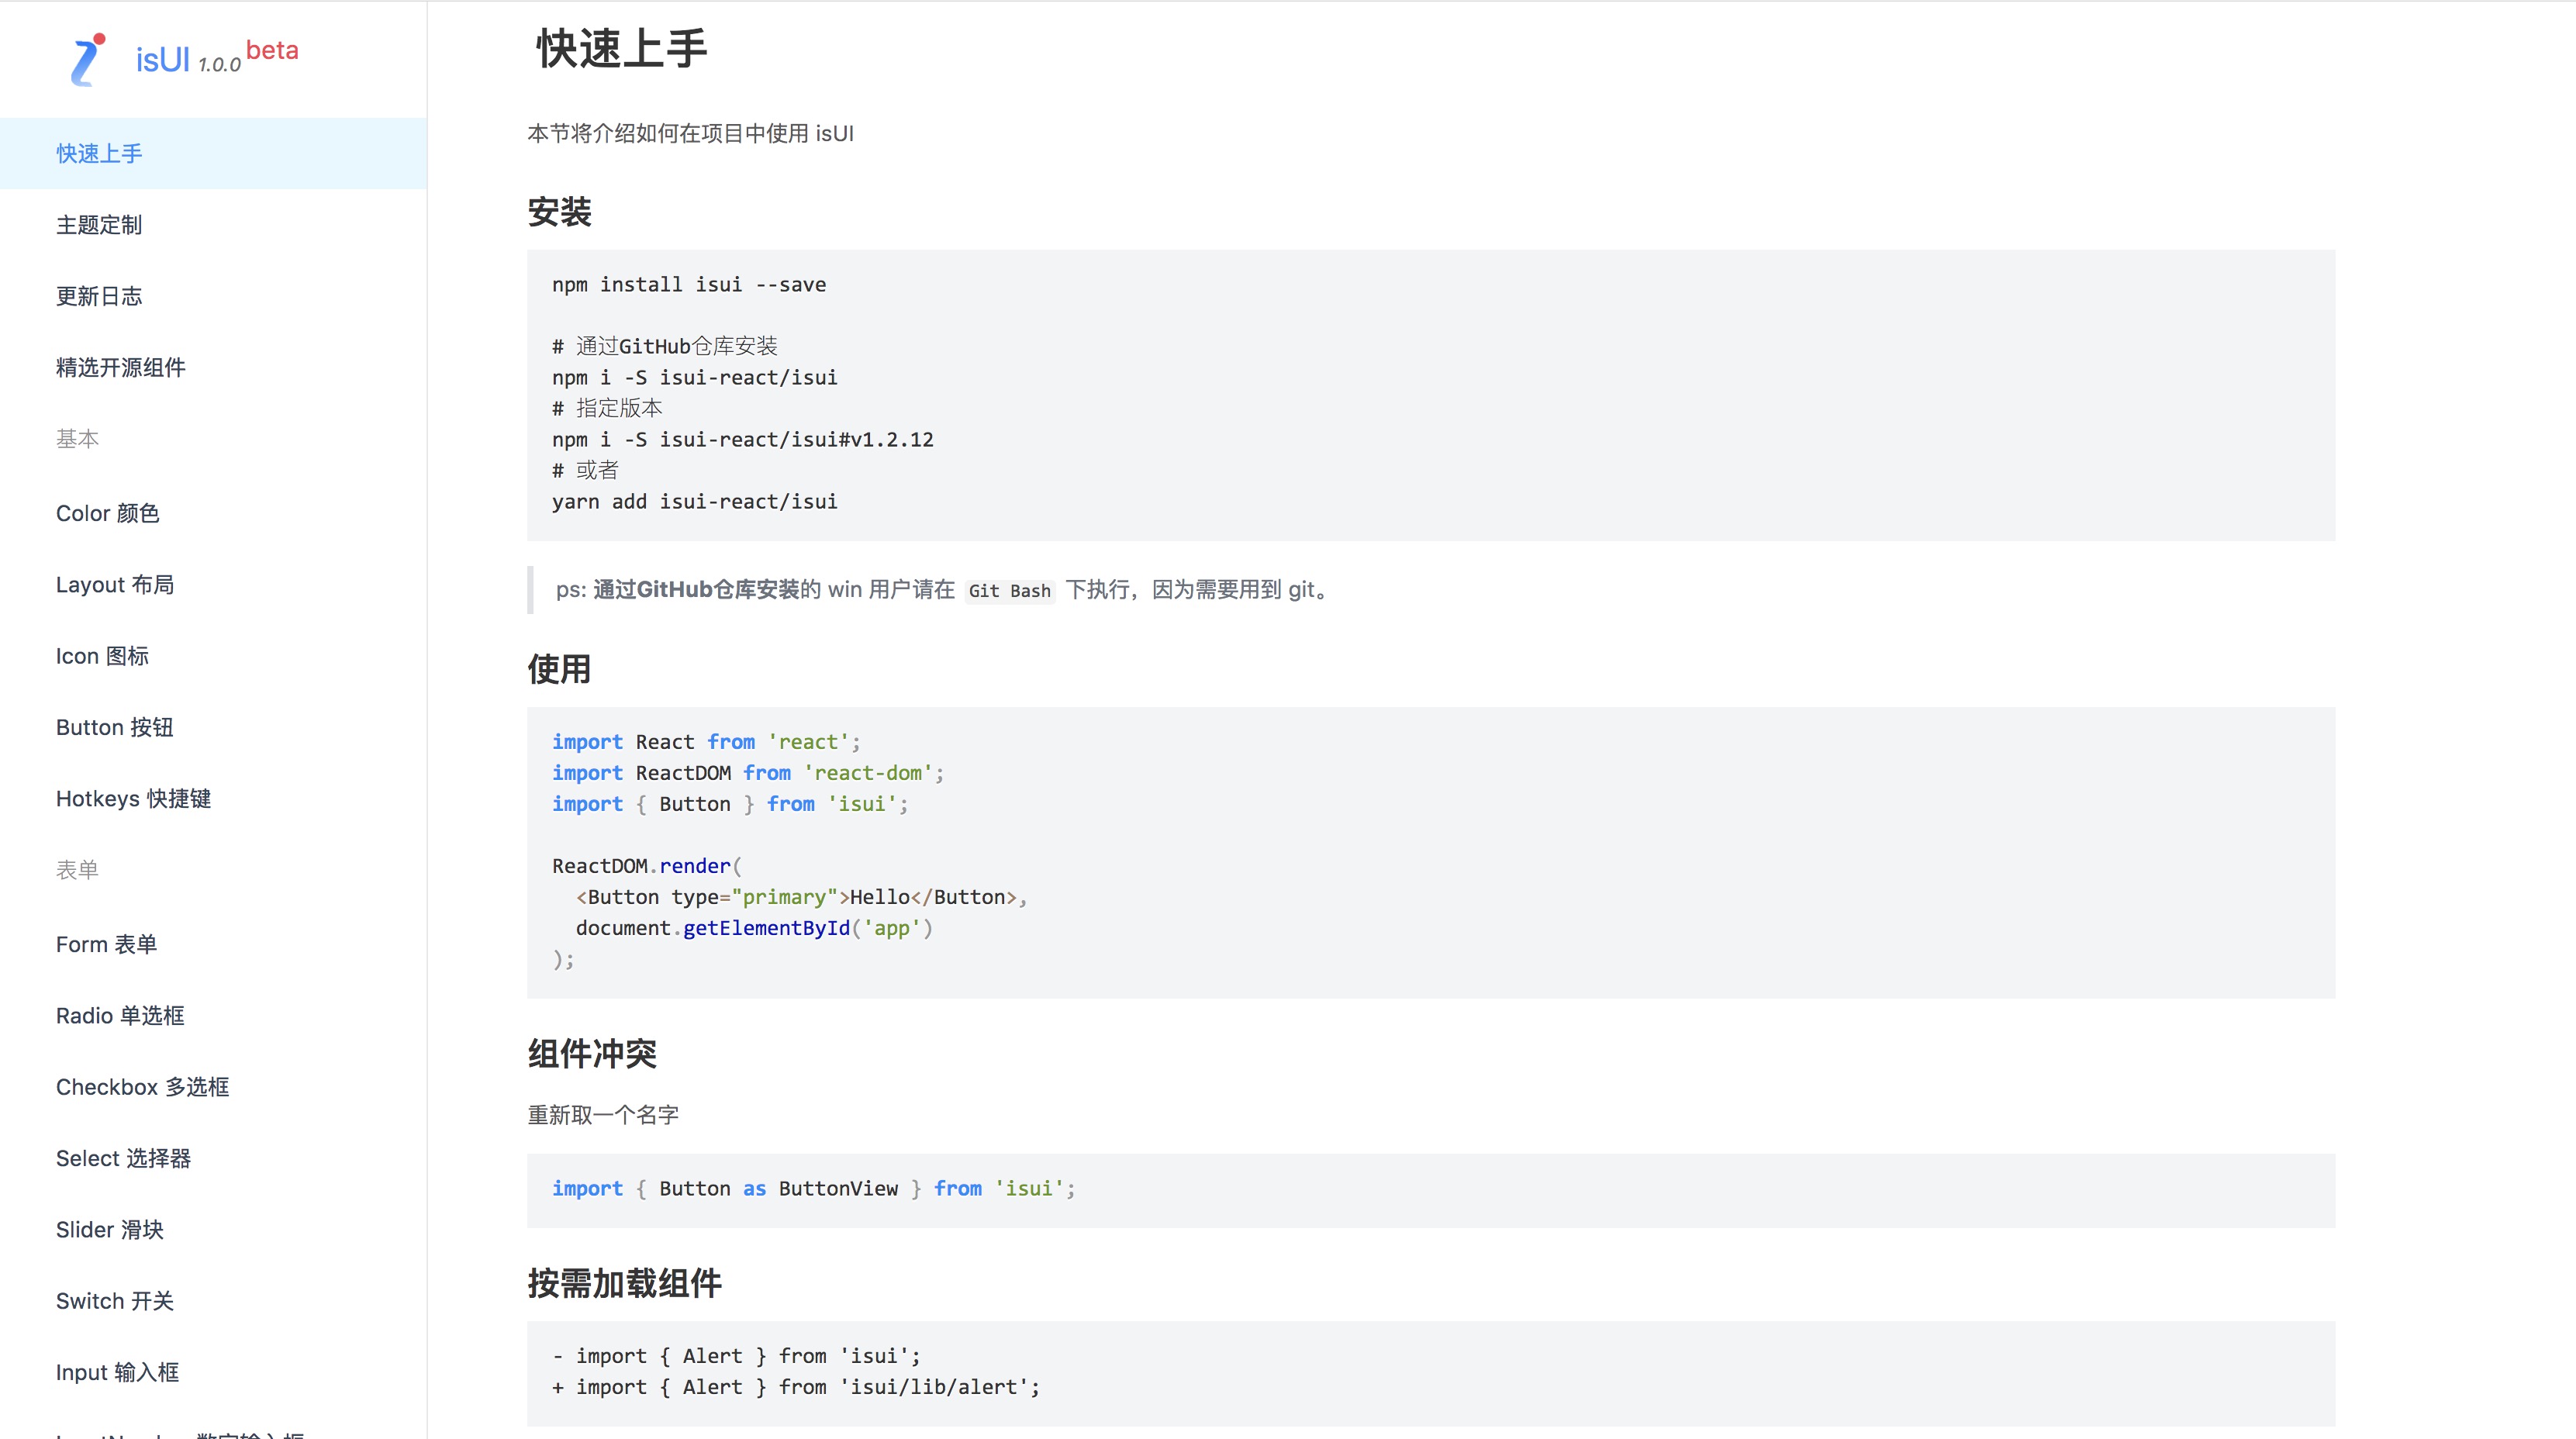 isUI 1.0.0 beta
快速上手
主题定制
更新日志
精选开源组件
基本
Color 颜色
Layout 布局
Icon 图标
Button 按钮
Hotkeys 快捷键
表单
Form 表单
Radio 单选框
Checkbox 多选框
Select 选择器
Slider 滑块
Switch 开关
Input 输入框
快速上手
本节将介绍如何在项目中使用 isUI
安装
npm install isui --save
# 通过GitHub仓库安装
npm i -S isui-react/isui
# 指定版本
npm i -S isui-react/isui#v1.2.12
# 或者
yarn add isui-react/isui
ps: 通过GitHub仓库安装的 win 用户请在 Git Bash 下执行，因为需要用到 git。
使用
import React from 'react';
import ReactDOM from 'react-dom';
import { Button } from 'isui';
ReactDOM.render(
  <Button type="primary">Hello</Button>,
  document.getElementById('app')
);
组件冲突
重新取一个名字
import { Button as ButtonView } from 'isui';
按需加载组件
- import { Alert } from 'isui';
+ import { Alert } from 'isui/lib/alert';